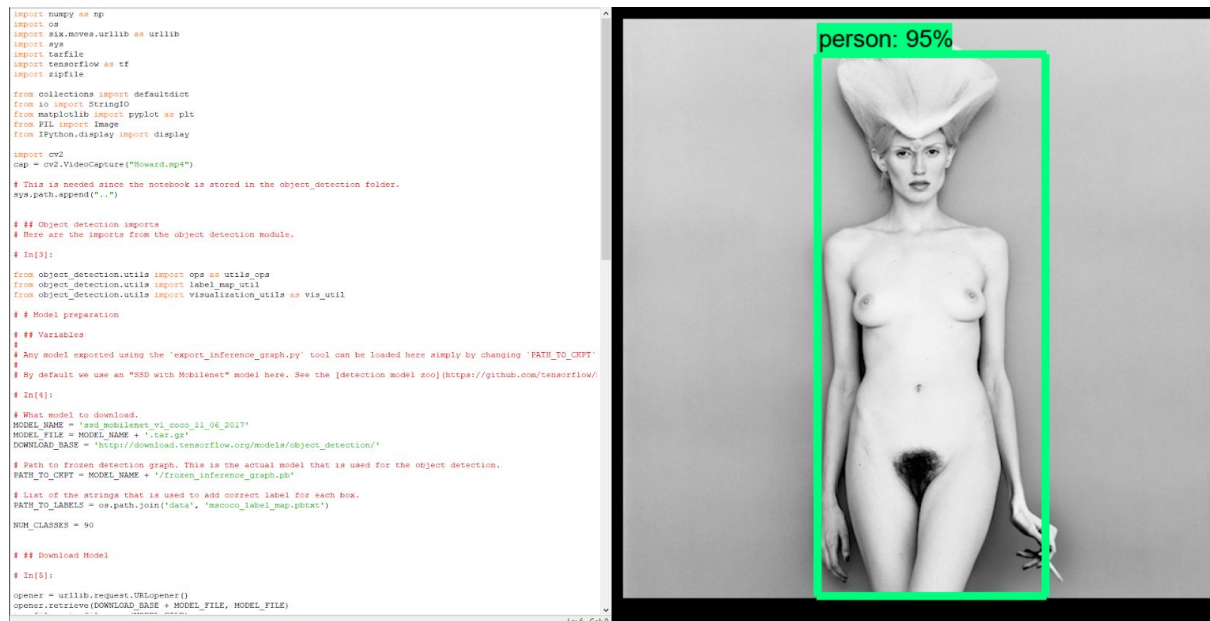 import numpy as np
import os
import six.moves.urllib as urllib
import sys
import tarfile
import tensorflow as tf
import zipfile
from collections import defaultdict
from io import StringIO
from matplotlib import pyplot as plt
from PIL import Image
from IPython.display import display
import cv2
cap = cv2.VideoCapture("Howard.mp4")
# This is needed since the notebook is stored in the object_detection folder.
sys.path.append("..")
# ## Object detection imports
# Here are the imports from the object detection module.
# In[3]:
from object_detection.utils import ops as utils_ops
from object_detection.utils import label_map_util
from object_detection.utils import visualization_utils as vis_util
# # Model preparation
# ## Variables
#
# Any model exported using the `export_inference_graph.py` tool can be loaded here simply by changing `PATH_TO_CKPT`
#
# By default we use an "SSD with Mobilenet" model here. See the [detection model zoo](https://github.com/tensorflow/
# In[4]:
# What model to download.
MODEL_NAME = 'ssd_mobilenet_v1_coco_11_06_2017'
MODEL_FILE = MODEL_NAME + '.tar.gz'
DOWNLOAD_BASE = 'http://download.tensorflow.org/models/object_detection/'
# Path to frozen detection graph. This is the actual model that is used for the object detection.
PATH_TO_CKPT = MODEL_NAME + '/frozen_inference_graph.pb'
# List of the strings that is used to add correct label for each box.
PATH_TO_LABELS = os.path.join('data', 'mscoco_label_map.pbtxt')
NUM_CLASSES = 90
# ## Download Model
# In[5]:
opener = urllib.request.URLopener()
opener.retrieve(DOWNLOAD_BASE + MODEL_FILE, MODEL_FILE)
person: 95%